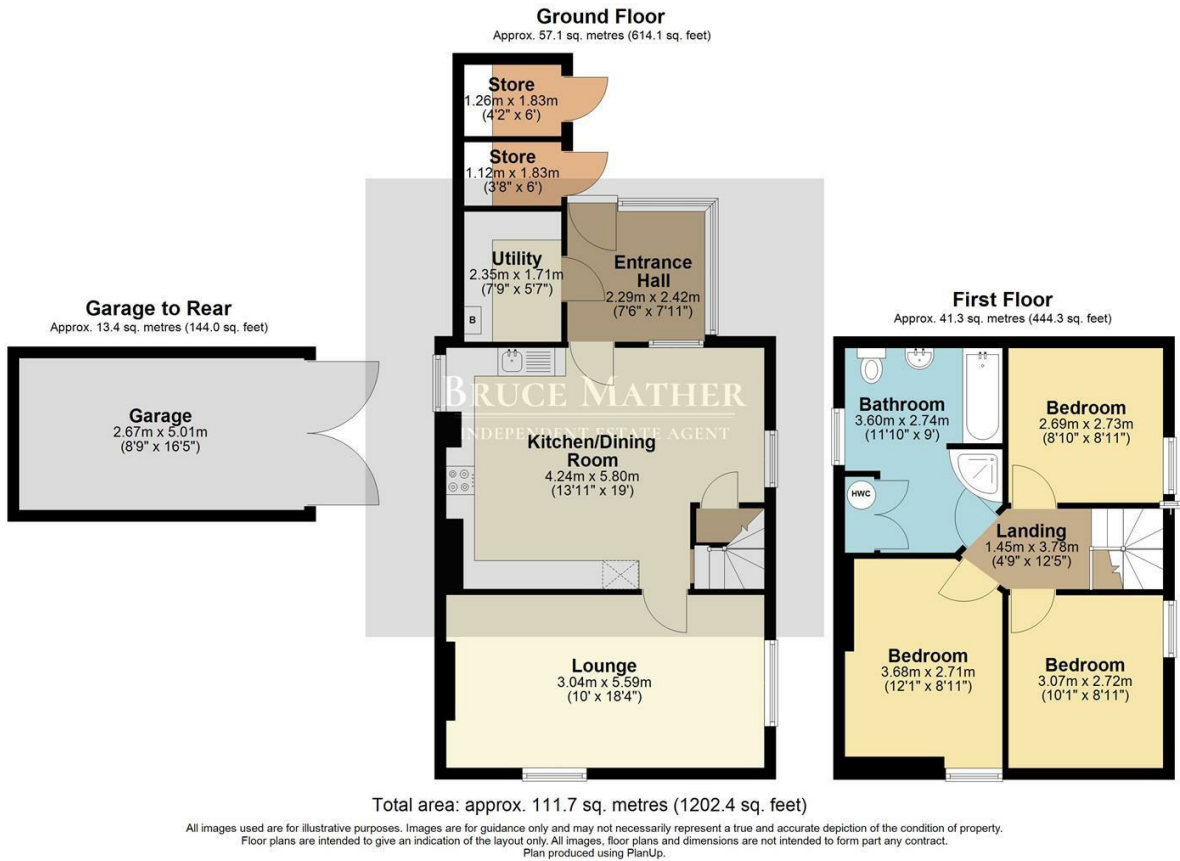 Ground Floor
Approx. 57.1 sq. metres (614.1 sq. feet)
Store
1.26m x 1.83m
(4'2" x 6')
Store
1.12m x 1.83m
(3'8" x 6')
Utility
2.35m x 1.71m
(7'9" x 5'7")
B
Entrance
Hall
2.29m x 2.42m
(7'6" x 7'11")
Garage to Rear
Approx. 13.4 sq. metres (144.0 sq. feet)
Garage
2.67m x 5.01m
(8'9" x 16'5")
BRUCE MATHER
INDEPENDENT ESTATE AGENT
Kitchen/Dining
Room
4.24m x 5.80m
(13'11" x 19')
Lounge
3.04m x 5.59m
(10' x 18'4")
First Floor
Approx. 41.3 sq. metres (444.3 sq. feet)
Bathroom
3.60m x 2.74m
(11'10" x 9')
HWC
Bedroom
2.69m x 2.73m
(8'10" x 8'11")
Landing
1.45m x 3.78m
(4'9" x 12'5")
Bedroom
3.68m x 2.71m
(12'1" x 8'11")
Bedroom
3.07m x 2.72m
(10'1" x 8'11")
Total area: approx. 111.7 sq. metres (1202.4 sq. feet)
All images used are for illustrative purposes. Images are for guidance only and may not necessarily represent a true and accurate depiction of the condition of property.
Floor plans are intended to give an indication of the layout only. All images, floor plans and dimensions are not intended to form part any contract.
Plan produced using PlanUp.